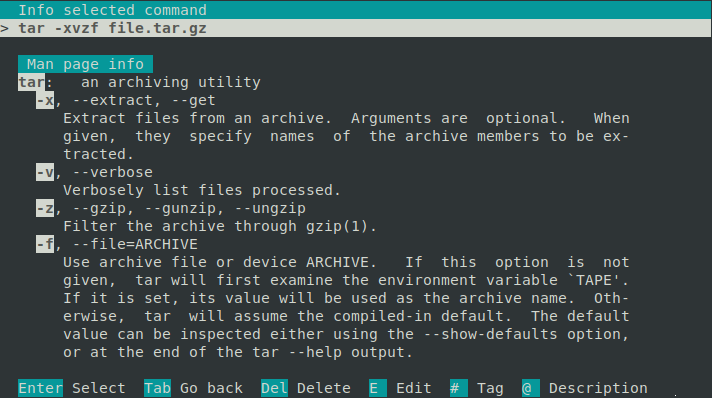 Info selected command
> tar -xvzf file.tar.gz
Man page info
tar:   an archiving utility
-x, --extract, --get
Extract files from an archive.  Arguments are  optional.   When
given,  they  specify  names  of  the archive members to be ex-
tracted.
-v, --verbose
Verbosely list files processed.
-z, --gzip, --gunzip, --ungzip
Filter the archive through gzip(1).
-f, --file=ARCHIVE
Use archive file or device ARCHIVE.   If  this  option  is  not
given,  tar will first examine the environment variable `TAPE'.
If it is set, its value will be used as the archive name.  Oth-
erwise,  tar  will assume the compiled-in default.  The default
value can be inspected either using the --show-defaults option,
or at the end of the tar --help output.
Enter Select  Tab Go back  Del Delete  E  Edit  #  Tag  @  Description